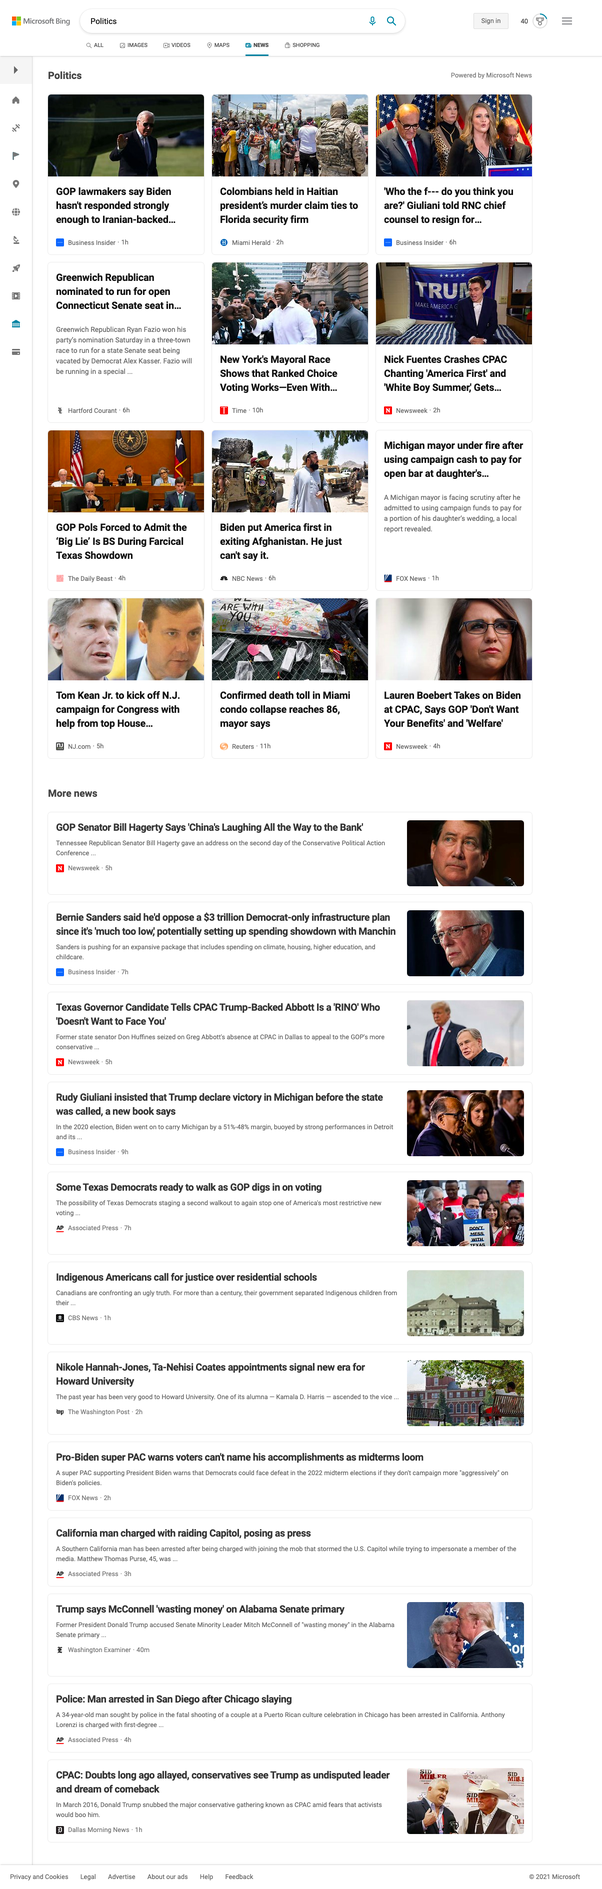 Microsoft Bing
Politics
Sign in
40
ALL
IMAGES
VIDEOS
MAPS
NEWS
SHOPPING
Politics
Powered by Microsoft News
GOP lawmakers say Biden
hasn't responded strongly
enough to Iranian-backed...
Business Insider · 1h
Colombians held in Haitian
president's murder claim ties to
Florida security firm
Miami Herald · 2h
'Who the f--- do you think you
are?' Giuliani told RNC chief
counsel to resign for...
Business Insider · 6h
Greenwich Republican
nominated to run for open
Connecticut Senate seat in...
Greenwich Republican Ryan Fazio won his
party's nomination Saturday in a three-town
race to run for a state Senate seat being
vacated by Democrat Alex Kasser. Fazio will
be running in a special ...
Hartford Courant · 6h
New York's Mayoral Race
Shows that Ranked Choice
Voting Works—Even With...
Time · 10h
TRUMP
MAKE AMERICA
Nick Fuentes Crashes CPAC
Chanting 'America First' and
'White Boy Summer,' Gets...
Newsweek · 2h
GOP Pols Forced to Admit the
'Big Lie' Is BS During Farcical
Texas Showdown
The Daily Beast · 4h
Biden put America first in
exiting Afghanistan. He just
can't say it.
NBC News · 6h
Michigan mayor under fire after
using campaign cash to pay for
open bar at daughter's...
A Michigan mayor is facing scrutiny after he
admitted to using campaign funds to pay for
a portion of his daughter's wedding, a local
report revealed.
FOX News · 1h
Tom Kean Jr. to kick off N.J.
campaign for Congress with
help from top House...
NJ.com · 5h
WE
ARE WITH
YOU
Confirmed death toll in Miami
condo collapse reaches 86,
mayor says
Reuters · 11h
Lauren Boebert Takes on Biden
at CPAC, Says GOP 'Don't Want
Your Benefits' and 'Welfare'
Newsweek · 4h
More news
GOP Senator Bill Hagerty Says 'China's Laughing All the Way to the Bank'
Tennessee Republican Senator Bill Hagerty gave an address on the second day of the Conservative Political Action
Conference ...
Newsweek · 5h
Bernie Sanders said he'd oppose a $3 trillion Democrat-only infrastructure plan
since it's 'much too low,' potentially setting up spending showdown with Manchin
Sanders is pushing for an expansive package that includes spending on climate, housing, higher education, and
childcare.
Business Insider · 7h
Texas Governor Candidate Tells CPAC Trump-Backed Abbott Is a 'RINO' Who
'Doesn't Want to Face You'
Former state senator Don Huffines seized on Greg Abbott's absence at CPAC in Dallas to appeal to the GOP's more
conservative ...
Newsweek · 5h
Rudy Giuliani insisted that Trump declare victory in Michigan before the state
was called, a new book says
In the 2020 election, Biden went on to carry Michigan by a 51%-48% margin, buoyed by strong performances in Detroit
and its ...
Business Insider · 9h
Some Texas Democrats ready to walk as GOP digs in on voting
The possibility of Texas Democrats staging a second walkout to again stop one of America's most restrictive new
voting ...
AP Associated Press · 7h
DON'T
MESS WITH
TEXAS
Indigenous Americans call for justice over residential schools
Canadians are confronting an ugly truth. For more than a century, their government separated Indigenous children from
their ...
CBS News · 1h
Nikole Hannah-Jones, Ta-Nehisi Coates appointments signal new era for
Howard University
The past year has been very good to Howard University. One of its alumna — Kamala D. Harris — ascended to the vice ...
wp The Washington Post · 2h
Pro-Biden super PAC warns voters can't name his accomplishments as midterms loom
A super PAC supporting President Biden warns that Democrats could face defeat in the 2022 midterm elections if they don't campaign more "aggressively" on
Biden's policies.
FOX News · 2h
California man charged with raiding Capitol, posing as press
A Southern California man has been arrested after being charged with joining the mob that stormed the U.S. Capitol while trying to impersonate a member of the
media. Matthew Thomas Purse, 45, was ...
AP Associated Press · 3h
Trump says McConnell 'wasting money' on Alabama Senate primary
Former President Donald Trump accused Senate Minority Leader Mitch McConnell of "wasting money" in the Alabama
Senate primary ...
Washington Examiner · 40m
Police: Man arrested in San Diego after Chicago slaying
A 34-year-old man sought by police in the fatal shooting of a couple at a Puerto Rican culture celebration in Chicago has been arrested in California. Anthony
Lorenzi is charged with first-degree ...
AP Associated Press · 4h
CPAC: Doubts long ago allayed, conservatives see Trump as undisputed leader
and dream of comeback
In March 2016, Donald Trump snubbed the major conservative gathering known as CPAC amid fears that activists
would boo him.
Dallas Morning News · 1h
SID
MILLER
Privacy and Cookies
Legal
Advertise
About our ads
Help
Feedback
© 2021 Microsoft